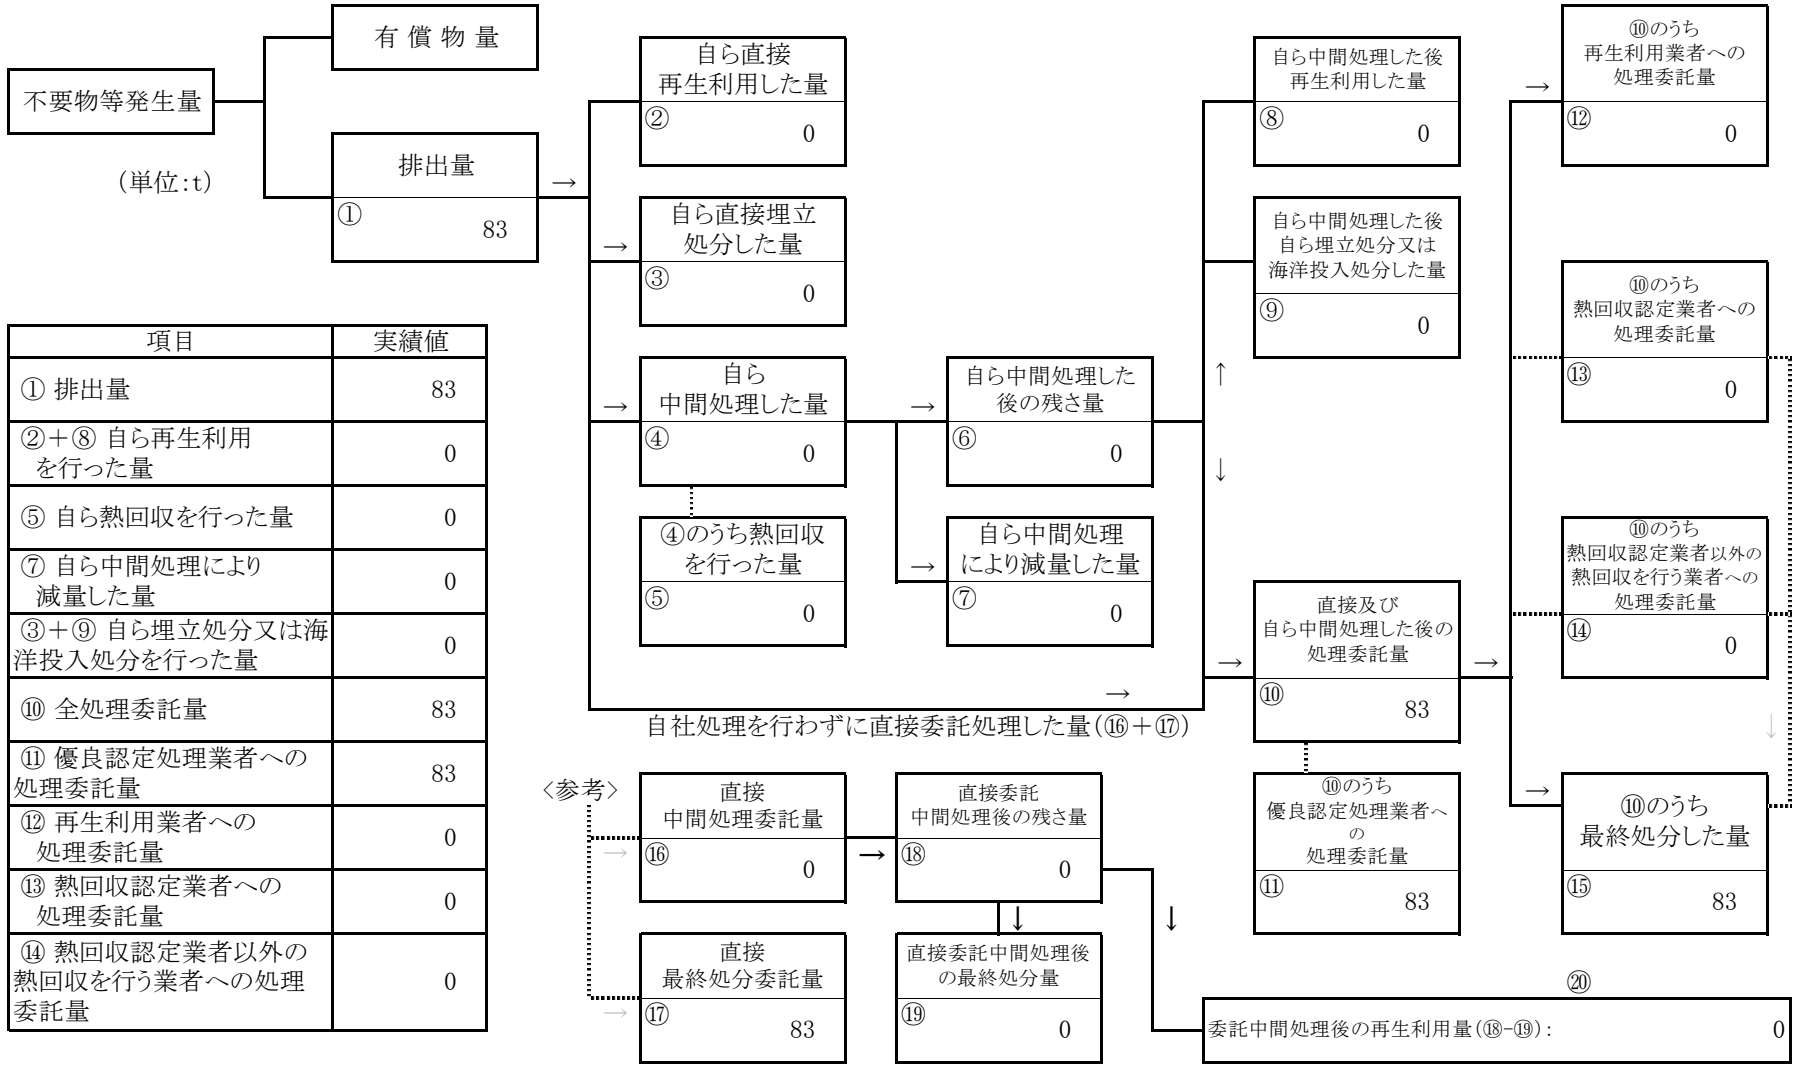 有償物量
不要物等発生量
(単位:t)
排出量
①
83
→
自ら直接
再生利用した量
②
0
→
自ら直接埋立
処分した量
③
0
→
自ら
中間処理した量
④
0
④のうち熱回収
を行った量
⑤
0
→
自ら中間処理した
後の残さ量
⑥
0
→
自ら中間処理
により減量した量
⑦
0
→
自社処理を行わずに直接委託処理した量(⑯+⑰)
↑
↓
自ら中間処理した後
再生利用した量
⑧
0
自ら中間処理した後
自ら埋立処分又は
海洋投入処分した量
⑨
0
→
直接及び
自ら中間処理した後の
処理委託量
⑩
83
⑩のうち
優良認定処理業者へ
の
処理委託量
⑪
83
→
→
⑩のうち
再生利用業者への
処理委託量
⑫
0
⑩のうち
熱回収認定業者への
処理委託量
⑬
0
⑩のうち
熱回収認定業者以外の
熱回収を行う業者への
処理委託量
⑭
0
↓
→
⑩のうち
最終処分した量
⑮
83
項目 実績値
① 排出量 83
②+⑧ 自ら再生利用
を行った量 0
⑤ 自ら熱回収を行った量 0
⑦ 自ら中間処理により
減量した量 0
③+⑨ 自ら埋立処分又は海
洋投入処分を行った量 0
⑩ 全処理委託量 83
⑪ 優良認定処理業者への
処理委託量 83
⑫ 再生利用業者への
処理委託量 0
⑬ 熱回収認定業者への
処理委託量 0
⑭ 熱回収認定業者以外の
熱回収を行う業者への処理
委託量 0
<参考>
→
直接
中間処理委託量
⑯
0
→
直接委託
中間処理後の残さ量
⑱
0
↓
↓
→
直接
最終処分委託量
⑰
83
直接委託中間処理後
の最終処分量
⑲
0
⑳
委託中間処理後の再生利用量(⑱-⑲): 0